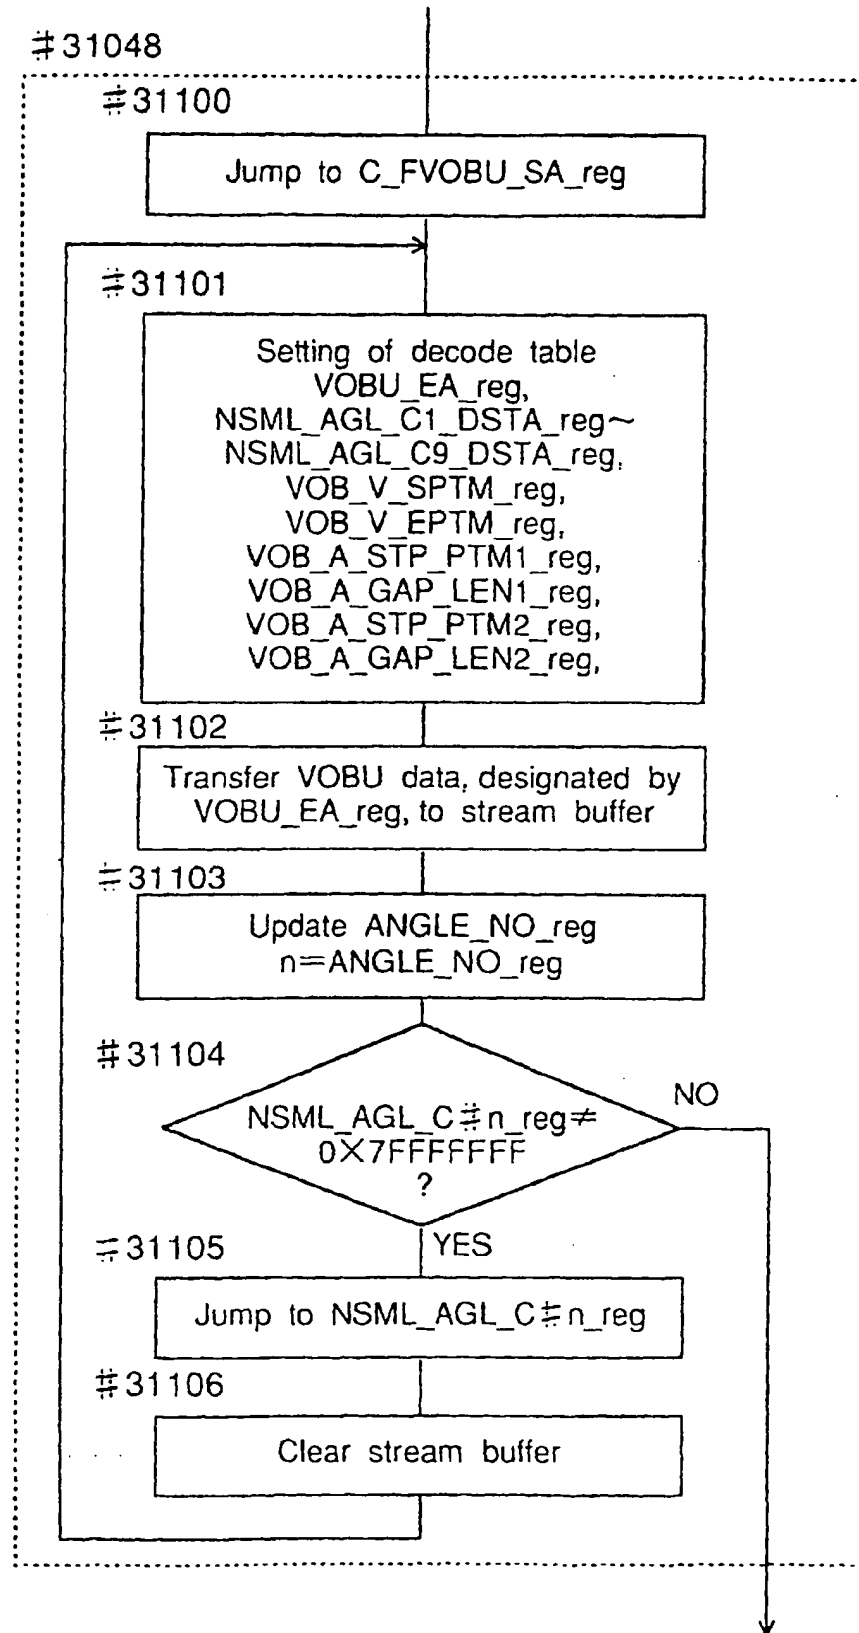 #31048
#31100
Jump to C_FVOBU_SA_reg
#31101
Setting of decode table
VOBU_EA_reg,
NSML_AGL_C1_DSTA_reg~
NSML_AGL_C9_DSTA_reg,
VOB_V_SPTM_reg,
VOB_V_EPTM_reg,
VOB_A_STP_PTM1_reg,
VOB_A_GAP_LEN1_reg,
VOB_A_STP_PTM2_reg,
VOB_A_GAP_LEN2_reg,
#31102
Transfer VOBU data, designated by
VOBU_EA_reg, to stream buffer
#31103
Update ANGLE_NO_reg
n=ANGLE_NO_reg
#31104
NO
NSML_AGL_C#n_reg≠
0X7FFFFFFF
?
YES
#31105
Jump to NSML_AGL_C#n_reg
#31106
Clear stream buffer